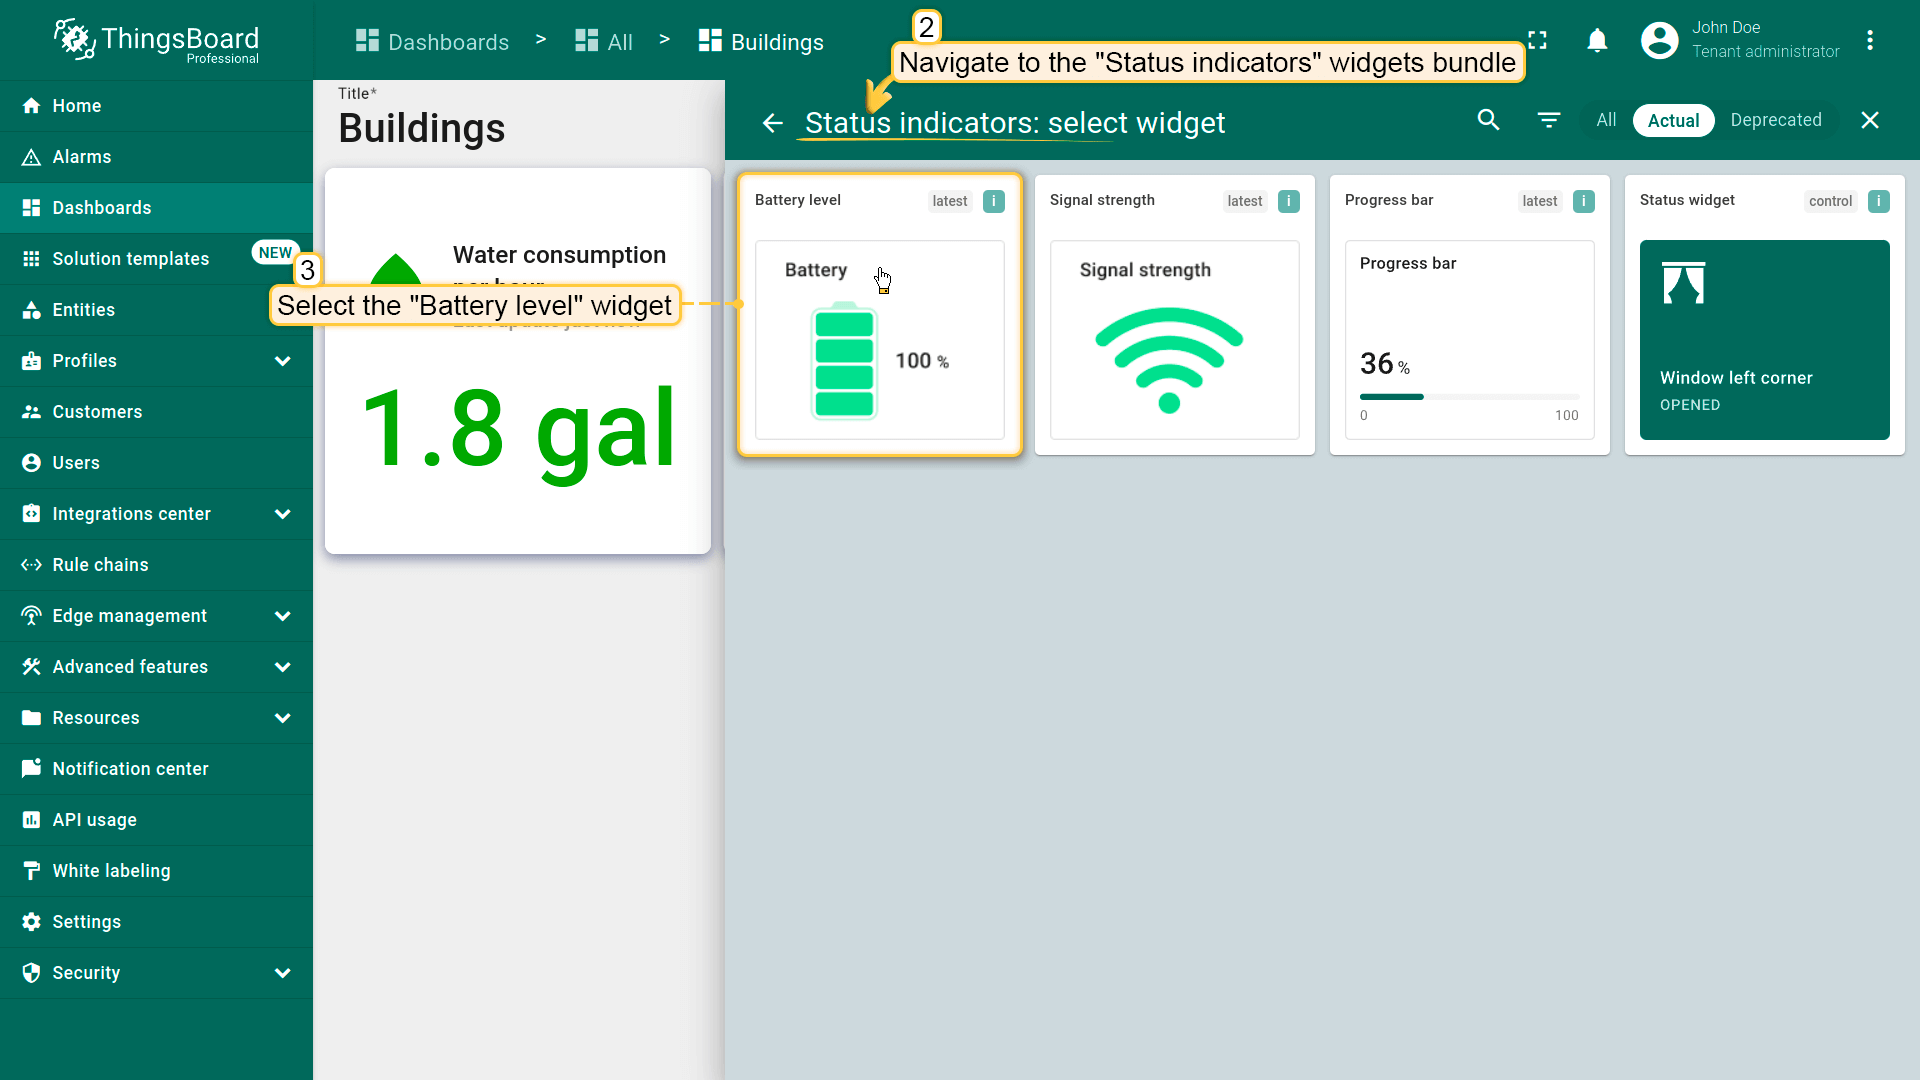 ThingsBoard
Professional
Dashboards > All > Buildings
2
Navigate to the "Status indicators" widgets bundle
John Doe
Tenant administrator
Home
Alarms
Dashboards
Solution templates
NEW
Entities
Profiles
Customers
Users
Integrations center
Rule chains
Edge management
Advanced features
Resources
Notification center
API usage
White labeling
Settings
Security
Title*
Buildings
Water consumption
per hour
1.8 gal
3
Select the "Battery level" widget
Status indicators: select widget
All
Actual
Deprecated
Battery level
latest
i
Battery
100 %
Signal strength
latest
i
Signal strength
Progress bar
latest
i
Progress bar
36 %
0
100
Status widget
control
i
Window left corner
OPENED